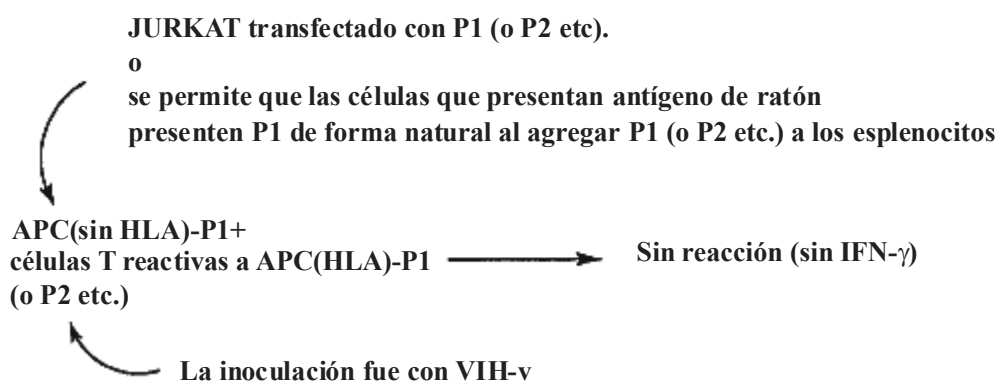 JURKAT transfectado con P1 (o P2 etc).
o
se permite que las células que presentan antígeno de ratón
presenten P1 de forma natural al agregar P1 (o P2 etc.) a los esplenocitos
APC(sin HLA)-P1+
células T reactivas a APC(HLA)-P1
(o P2 etc.)
Sin reacción (sin IFN-γ)
La inoculación fue con VIH-v